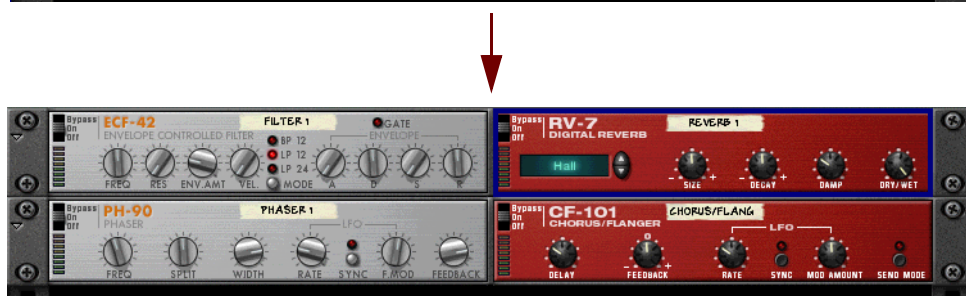 Bypass
On
Off
ECF-42
ENVELOPE CONTROLLED FILTER
FILTER 1
GATE
ENVELOPE
BP 12
LP 12
LP 24
MODE
FREQ RES ENV.AMT VEL. A D S R
Bypass
On
Off
RV-7
DIGITAL REVERB
REVERB 1
Hall
- SIZE + - DECAY + DAMP DRY/WET
Bypass
On
Off
PH-90
PHASER
PHASER 1
LFO
FREQ SPLIT WIDTH RATE SYNC F.MOD FEEDBACK
Bypass
On
Off
CF-101
CHORUS/FLANGER
CHORUS/FLANG
LFO
0
DELAY - FEEDBACK + RATE SYNC MOD AMOUNT SEND MODE